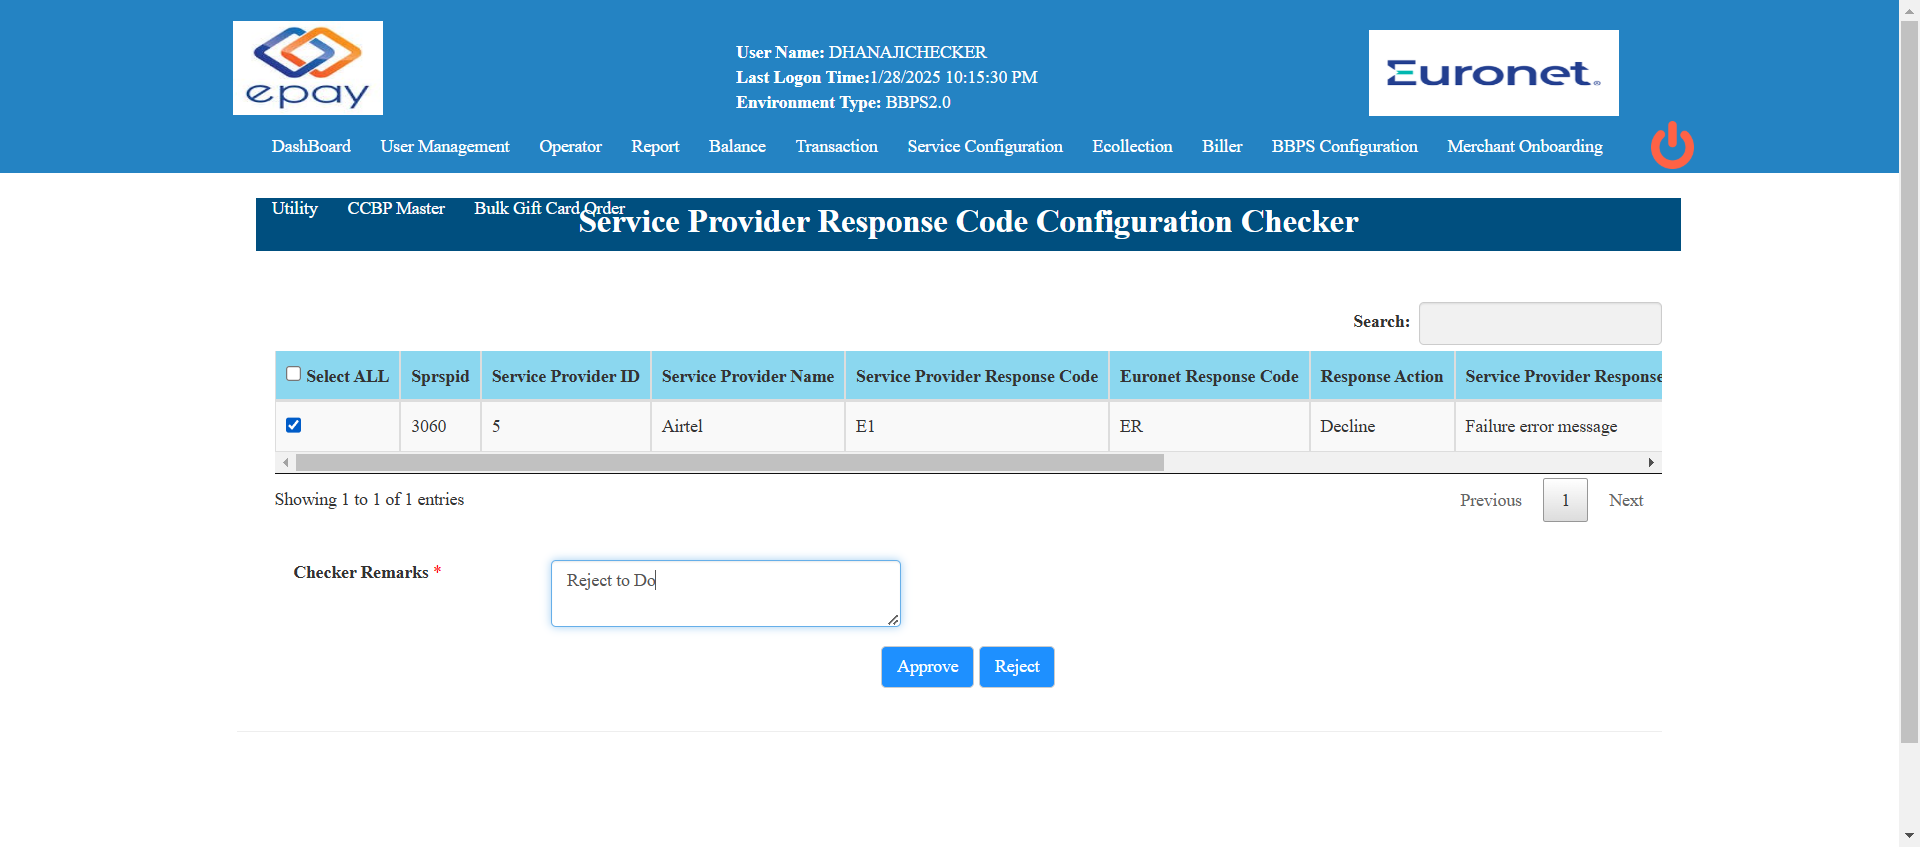 epay
User Name: DHANAJICHECKER
Last Logon Time:1/28/2025 10:15:30 PM
Environment Type: BBPS2.0
Euronet
DashBoard User Management Operator Report Balance Transaction Service Configuration Ecollection Biller BBPS Configuration Merchant Onboarding
Utility CCBP Master Bulk Gift Card Order
Service Provider Response Code Configuration Checker
Search:
Select ALL Sprspid Service Provider ID Service Provider Name Service Provider Response Code Euronet Response Code Response Action Service Provider Response
3060 5 Airtel E1 ER Decline Failure error message
Showing 1 to 1 of 1 entries
Previous 1 Next
Checker Remarks *
Reject to Do
Approve Reject